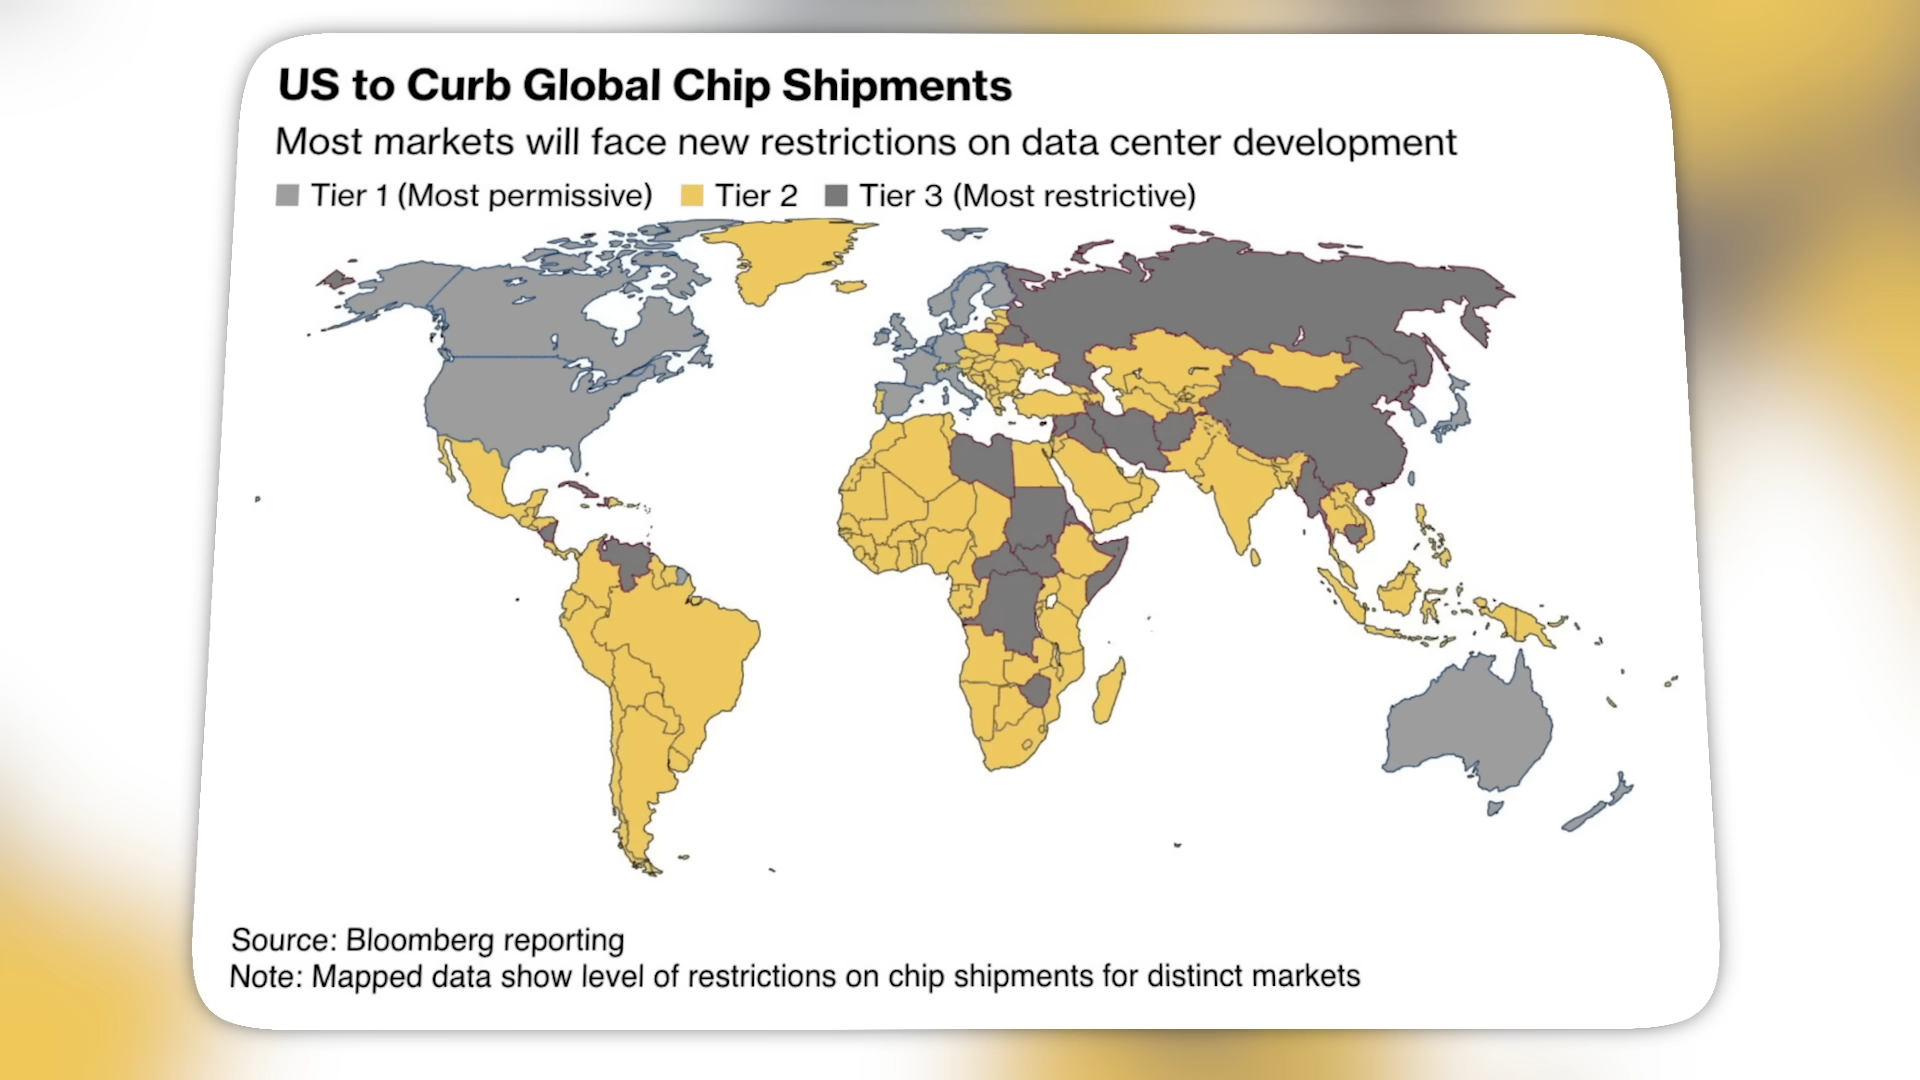 US to Curb Global Chip Shipments
Most markets will face new restrictions on data center development
Tier 1 (Most permissive) Tier 2 Tier 3 (Most restrictive)
Source: Bloomberg reporting
Note: Mapped data show level of restrictions on chip shipments for distinct markets